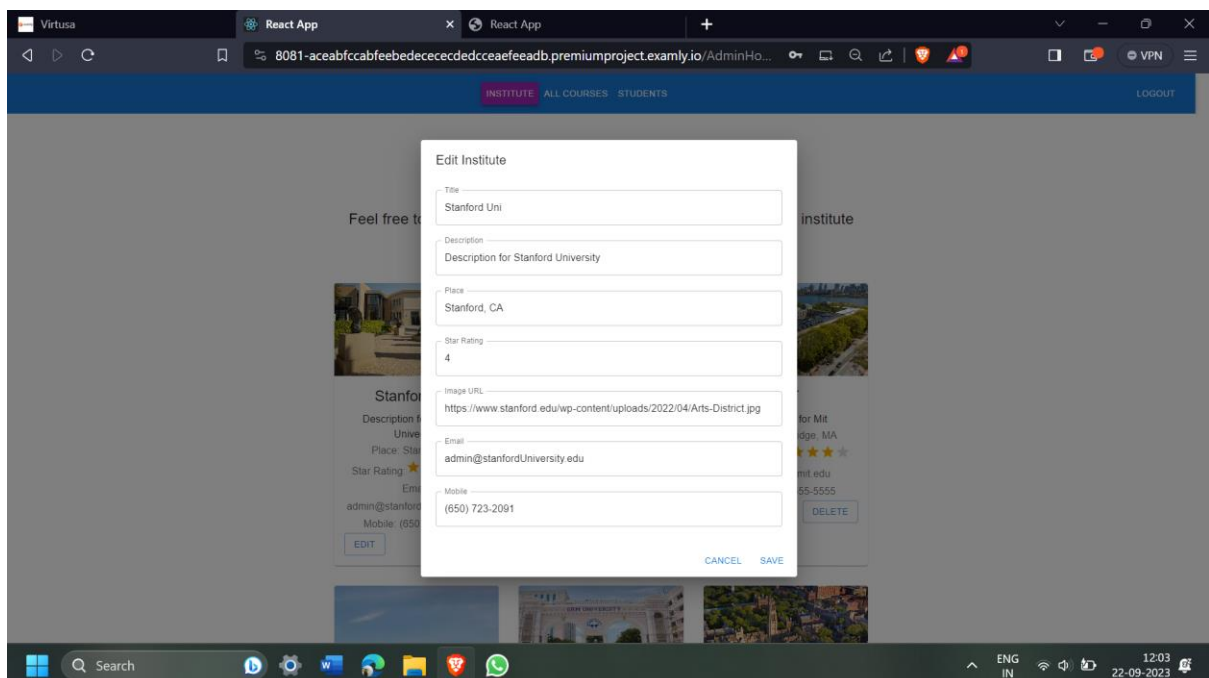 Virtusa
React App
React App
8081-aceabfccabfeebedecececdedcceaefeeadb.premiumproject.examly.io/AdminHo...
VPN
INSTITUTE ALL COURSES STUDENTS
LOGOUT
Edit Institute
Title
Stanford Uni
Feel free to
institute
Description
Description for Stanford University
Place
Stanford, CA
Star Rating
4
Image URL
https://www.stanford.edu/wp-content/uploads/2022/04/Arts-District.jpg
Email
admin@stanfordUniversity.edu
Mobile
(650) 723-2091
CANCEL SAVE
Stanfor
Description f
Unive
Place: Star
Star Rating:
Ema
admin@stanford
Mobile: (650
EDIT
for Mit
idge, MA
mit.edu
55-5555
DELETE
Search
ENG
IN
12:03
22-09-2023